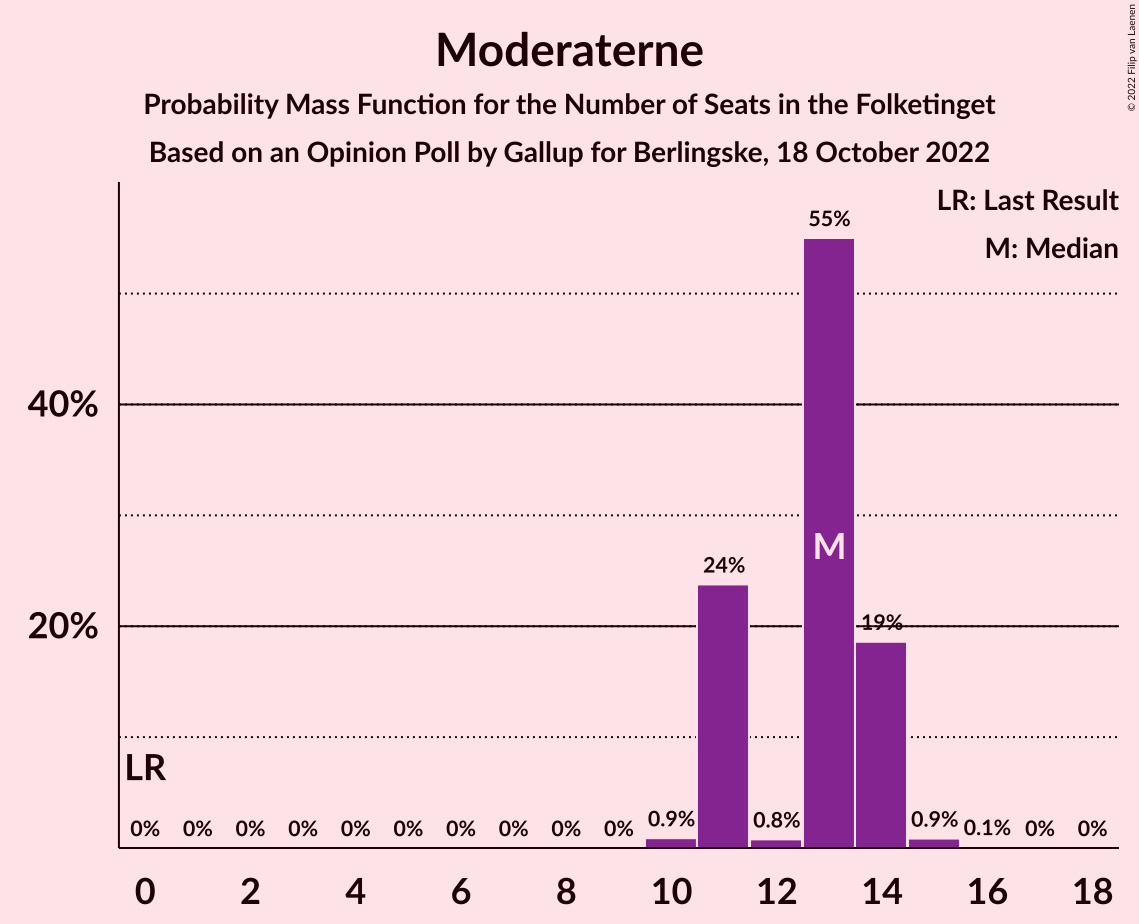 Moderaterne
Probability Mass Function for the Number of Seats in the Folketinget
Based on an Opinion Poll by Gallup for Berlingske, 18 October 2022
© 2022 Filip van Laenen
LR: Last Result
M: Median
55%
40%
M
24%
20%
19%
LR
0% 0% 0% 0% 0% 0% 0% 0% 0% 0% 0.9% 0.8% 0.9% 0.1% 0% 0%
0 2 4 6 8 10 12 14 16 18